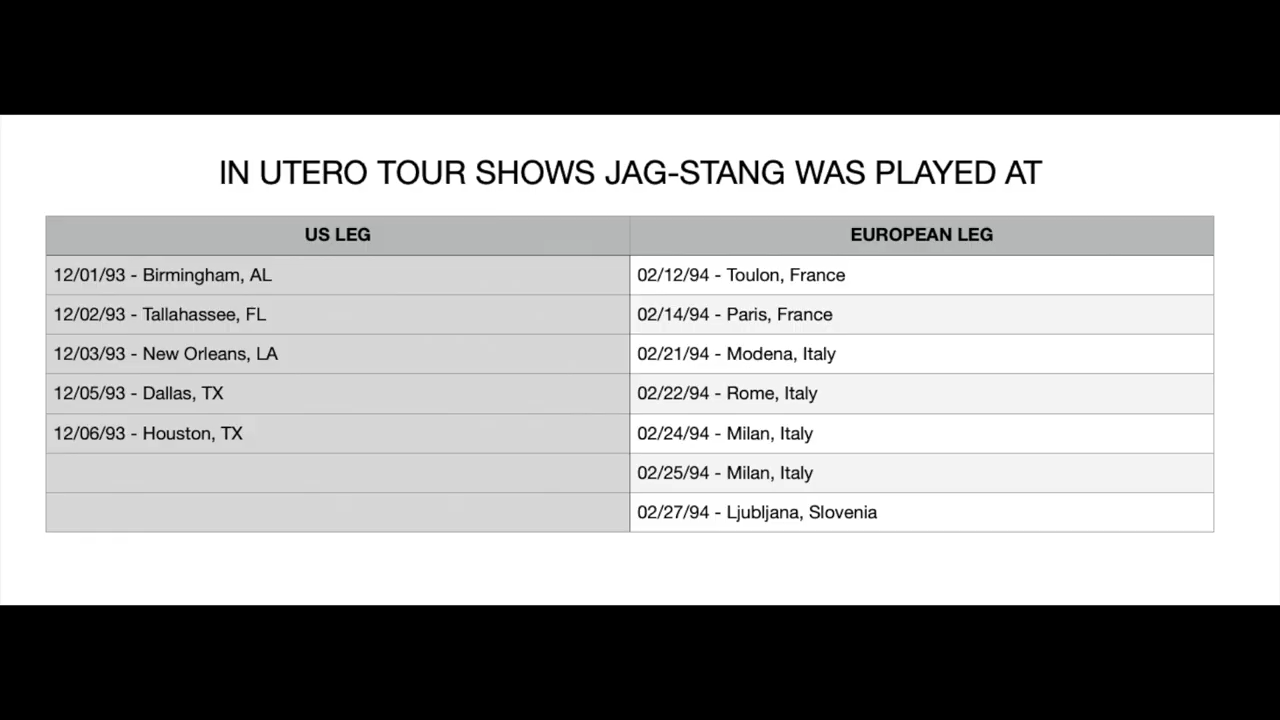 IN UTERO TOUR SHOWS JAG-STANG WAS PLAYED AT
US LEG EUROPEAN LEG
12/01/93 - Birmingham, AL 02/12/94 - Toulon, France
12/02/93 - Tallahassee, FL 02/14/94 - Paris, France
12/03/93 - New Orleans, LA 02/21/94 - Modena, Italy
12/05/93 - Dallas, TX 02/22/94 - Rome, Italy
12/06/93 - Houston, TX 02/24/94 - Milan, Italy
02/25/94 - Milan, Italy
02/27/94 - Ljubljana, Slovenia